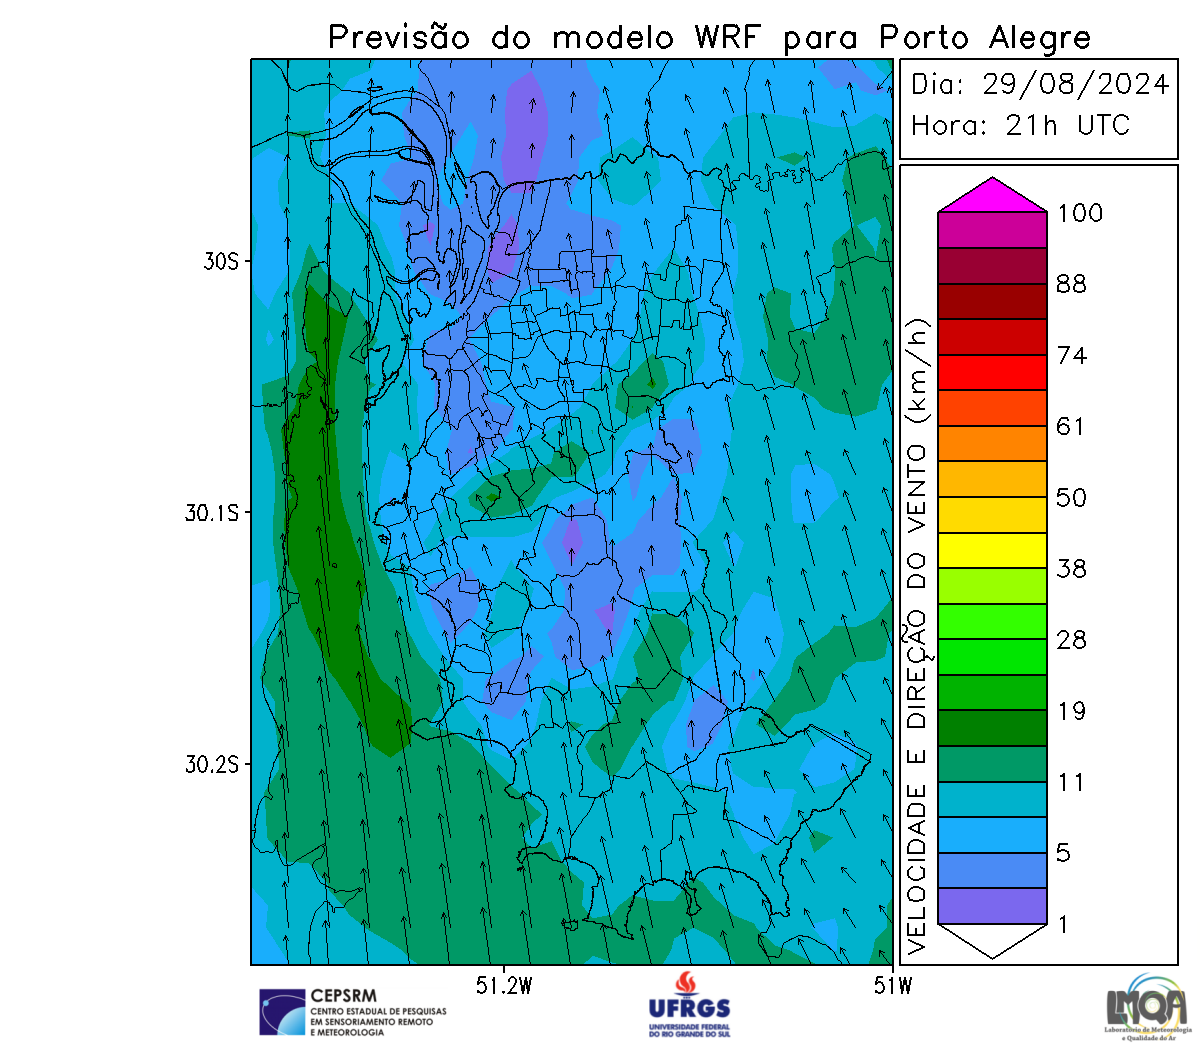 Previsão do modelo WRF para Porto Alegre
Dia: 29/08/2024
Hora: 21h UTC
VELOCIDADE E DIREÇÃO DO VENTO (km/h)
100
88
74
61
50
38
28
19
11
5
1
30S
30.1S
30.2S
51.2W
51W
CEPSRM
CENTRO ESTADUAL DE PESQUISAS
EM SENSORIAMENTO REMOTO
E METEOROLOGIA
UFRGS
UNIVERSIDADE FEDERAL
DO RIO GRANDE DO SUL
LMQA
Laboratório de Meteorologia
e Qualidade do Ar